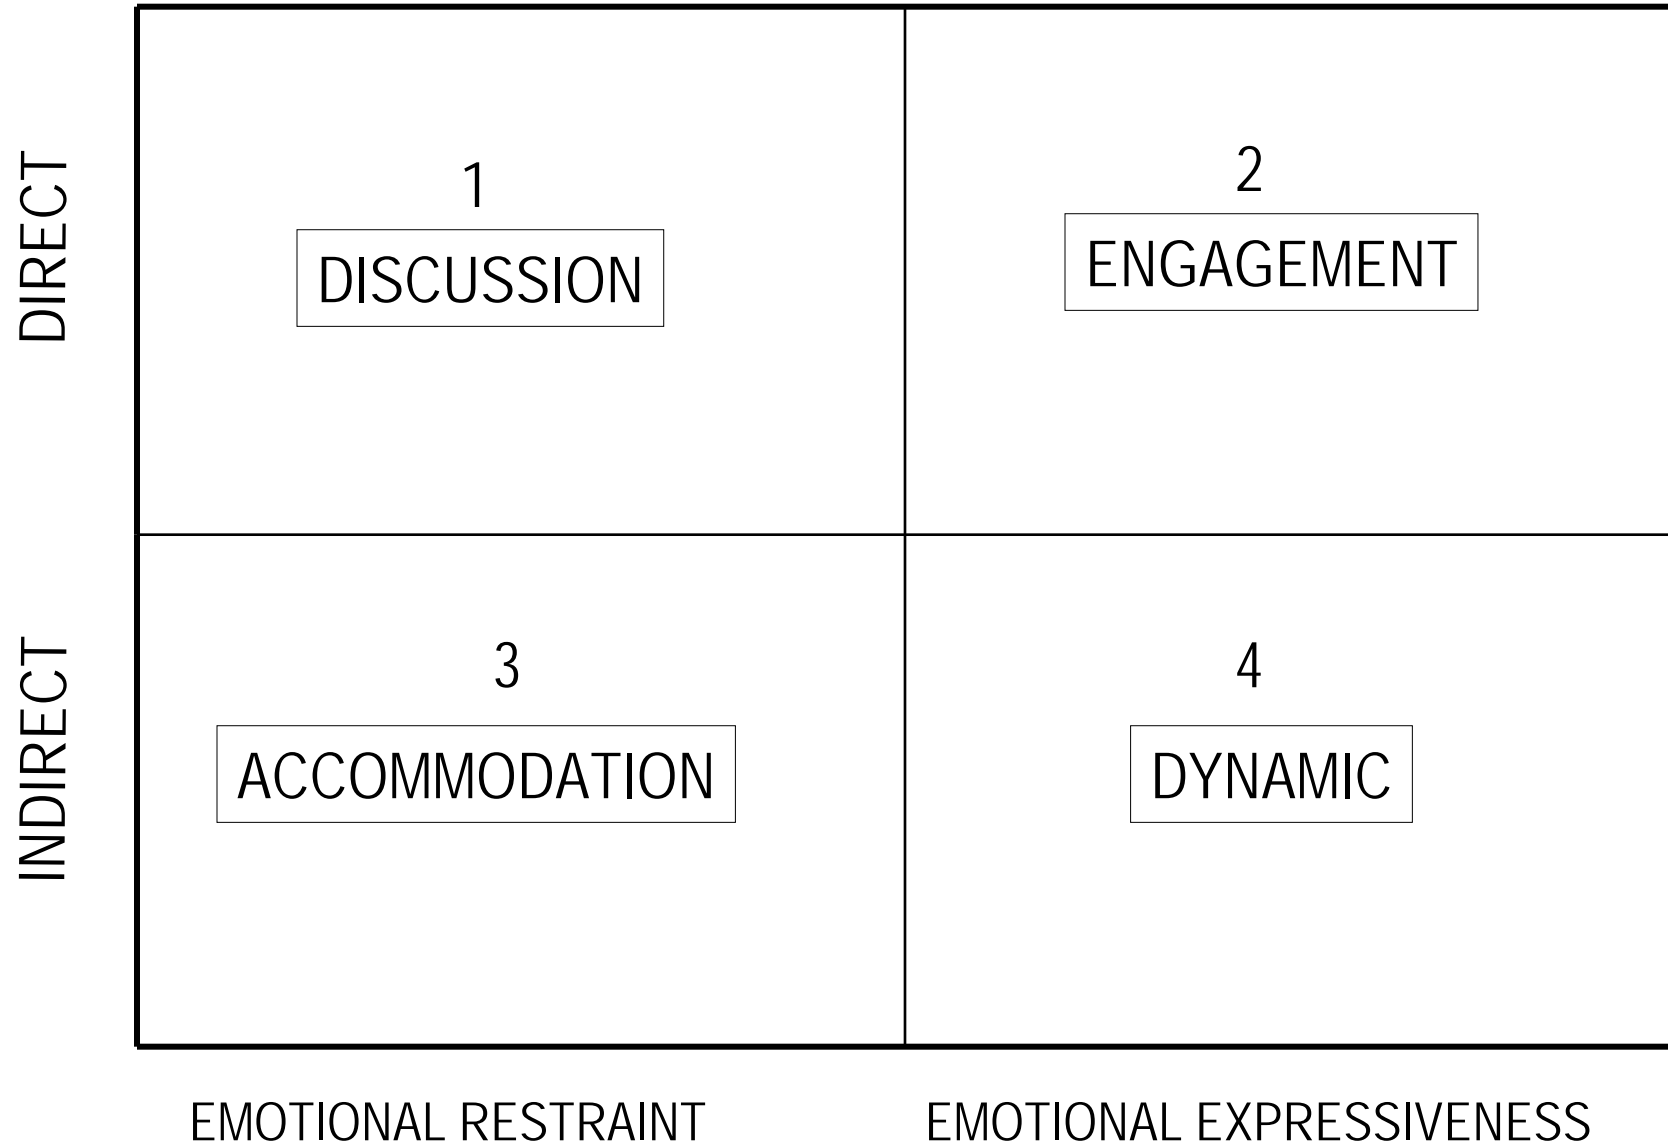 DIRECT
1
DISCUSSION
2
ENGAGEMENT
INDIRECT
3
ACCOMMODATION
4
DYNAMIC
EMOTIONAL RESTRAINT
EMOTIONAL EXPRESSIVENESS